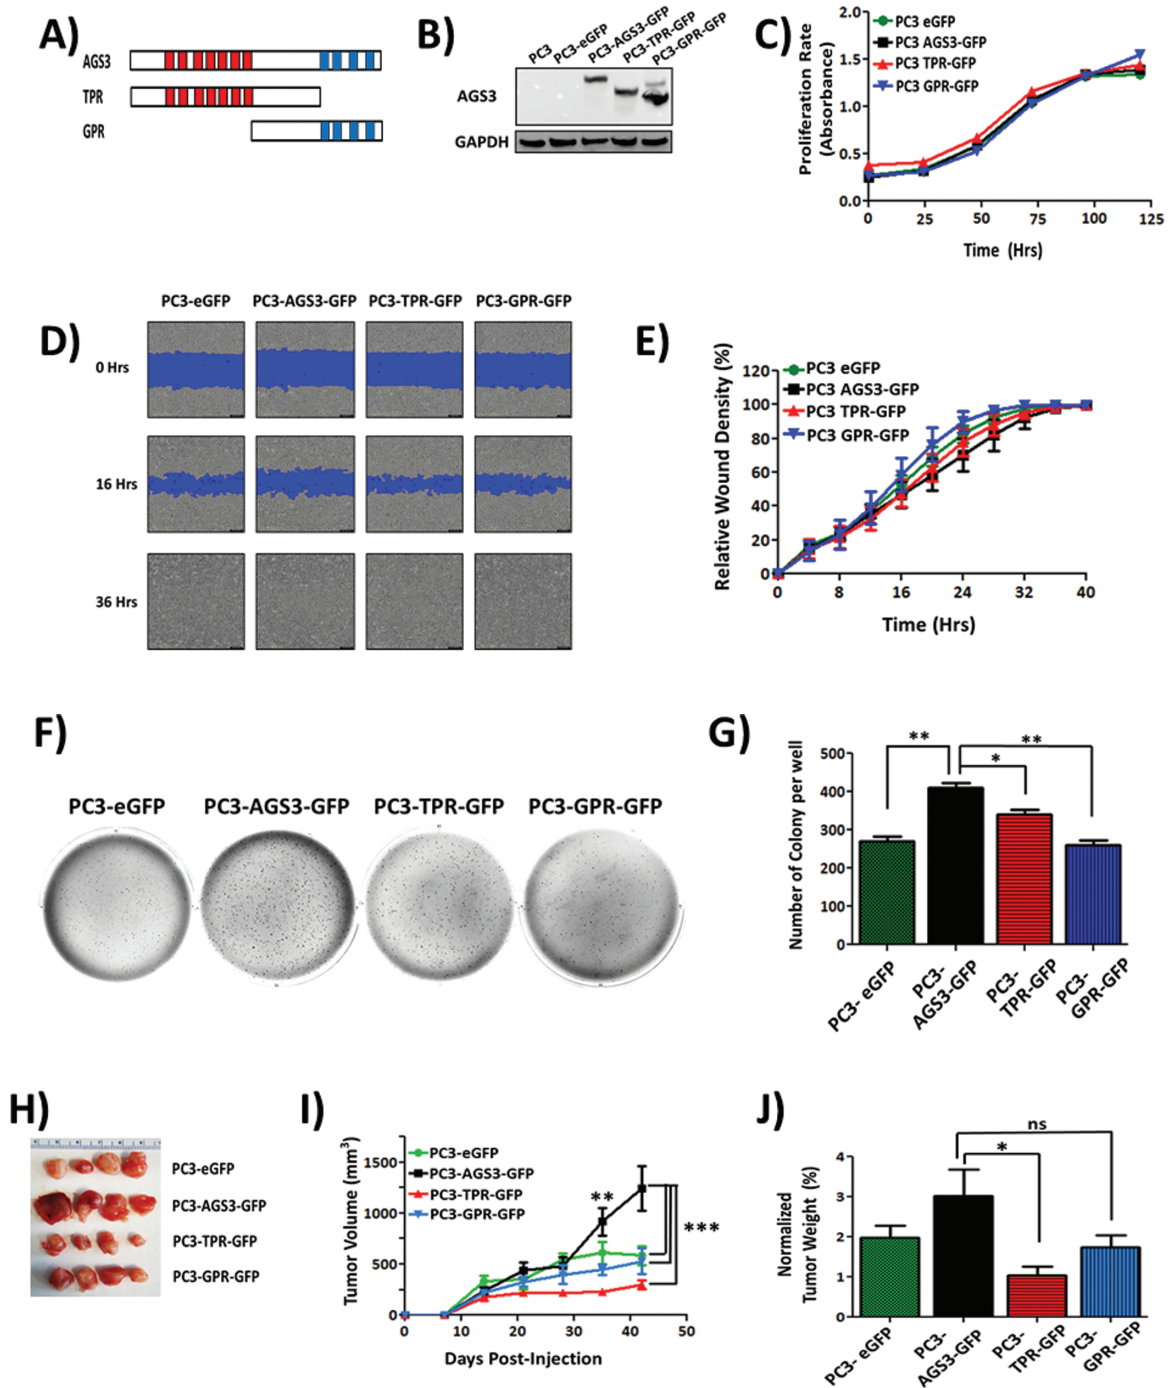 A)
AGS3
TPR
GPR
B)
PC3
PC3-eGFP
PC3-AGS3-GFP
PC3-TPR-GFP
PC3-GPR-GFP
AGS3
GAPDH
C)
Proliferation Rate
(Absorbance)
2.0
1.5
1.0
0.5
0.0
PC3 eGFP
PC3 AGS3-GFP
PC3 TPR-GFP
PC3 GPR-GFP
0 25 50 75 100 125
Time (Hrs)
D)
PC3-eGFP PC3-AGS3-GFP PC3-TPR-GFP PC3-GPR-GFP
0 Hrs
16 Hrs
36 Hrs
E)
Relative Wound Density (%)
120
100
80
60
40
20
0
PC3 eGFP
PC3 AGS3-GFP
PC3 TPR-GFP
PC3 GPR-GFP
0 8 16 24 32 40
Time (Hrs)
F)
PC3-eGFP PC3-AGS3-GFP PC3-TPR-GFP PC3-GPR-GFP
G)
Number of Colony per well
500
400
300
200
100
0
** * **
PC3- eGFP
PC3-
AGS3-GFP
PC3-
TPR-GFP
PC3-
GPR-GFP
H)
PC3-eGFP
PC3-AGS3-GFP
PC3-TPR-GFP
PC3-GPR-GFP
I)
Tumor Volume (mm³)
1500
1000
500
0
PC3-eGFP
PC3-AGS3-GFP
PC3-TPR-GFP
PC3-GPR-GFP
**
***
0 10 20 30 40 50
Days Post-Injection
J)
Normalized
Tumor Weight (%)
4
3
2
1
0
ns
*
PC3- eGFP
PC3-
AGS3-GFP
PC3-
TPR-GFP
PC3-
GPR-GFP